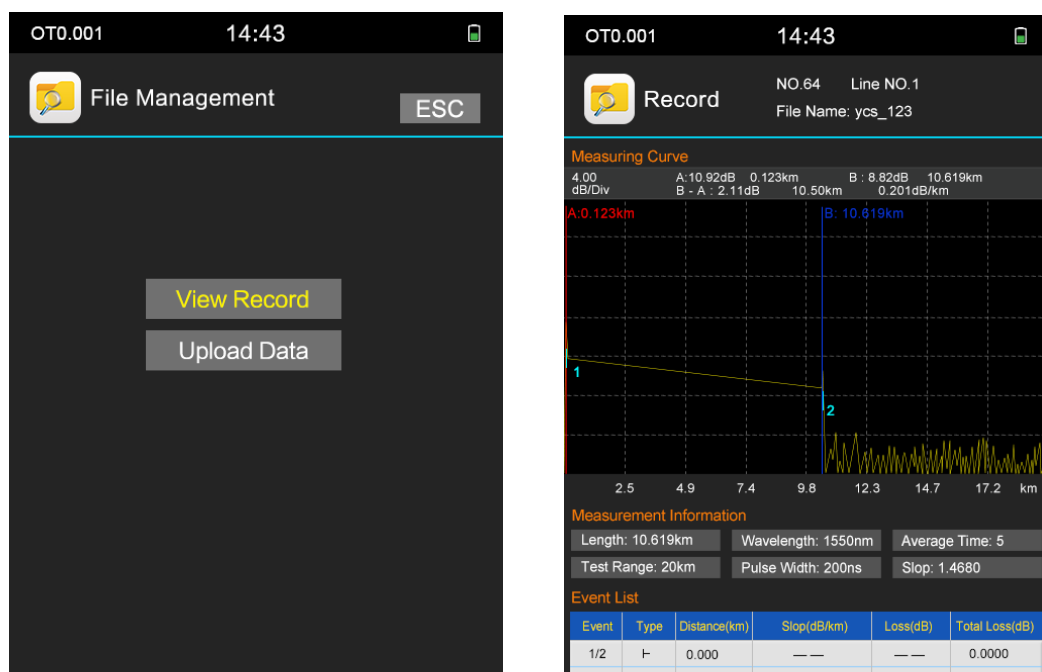 OT0.001 14:43
File Management
ESC
View Record
Upload Data
OT0.001 14:43
Record
NO.64 Line NO.1
File Name: ycs_123
Measuring Curve
4.00 A:10.92dB 0.123km B : 8.82dB 10.619km
dB/Div B - A : 2.11dB 10.50km 0.201dB/km
A:0.123km B: 10.619km
1
2
2.5 4.9 7.4 9.8 12.3 14.7 17.2 km
Measurement Information
Length: 10.619km Wavelength: 1550nm Average Time: 5
Test Range: 20km Pulse Width: 200ns Slop: 1.4680
Event List
Event Type Distance(km) Slop(dB/km) Loss(dB) Total Loss(dB)
1/2 ⊢ 0.000 —— —— 0.0000